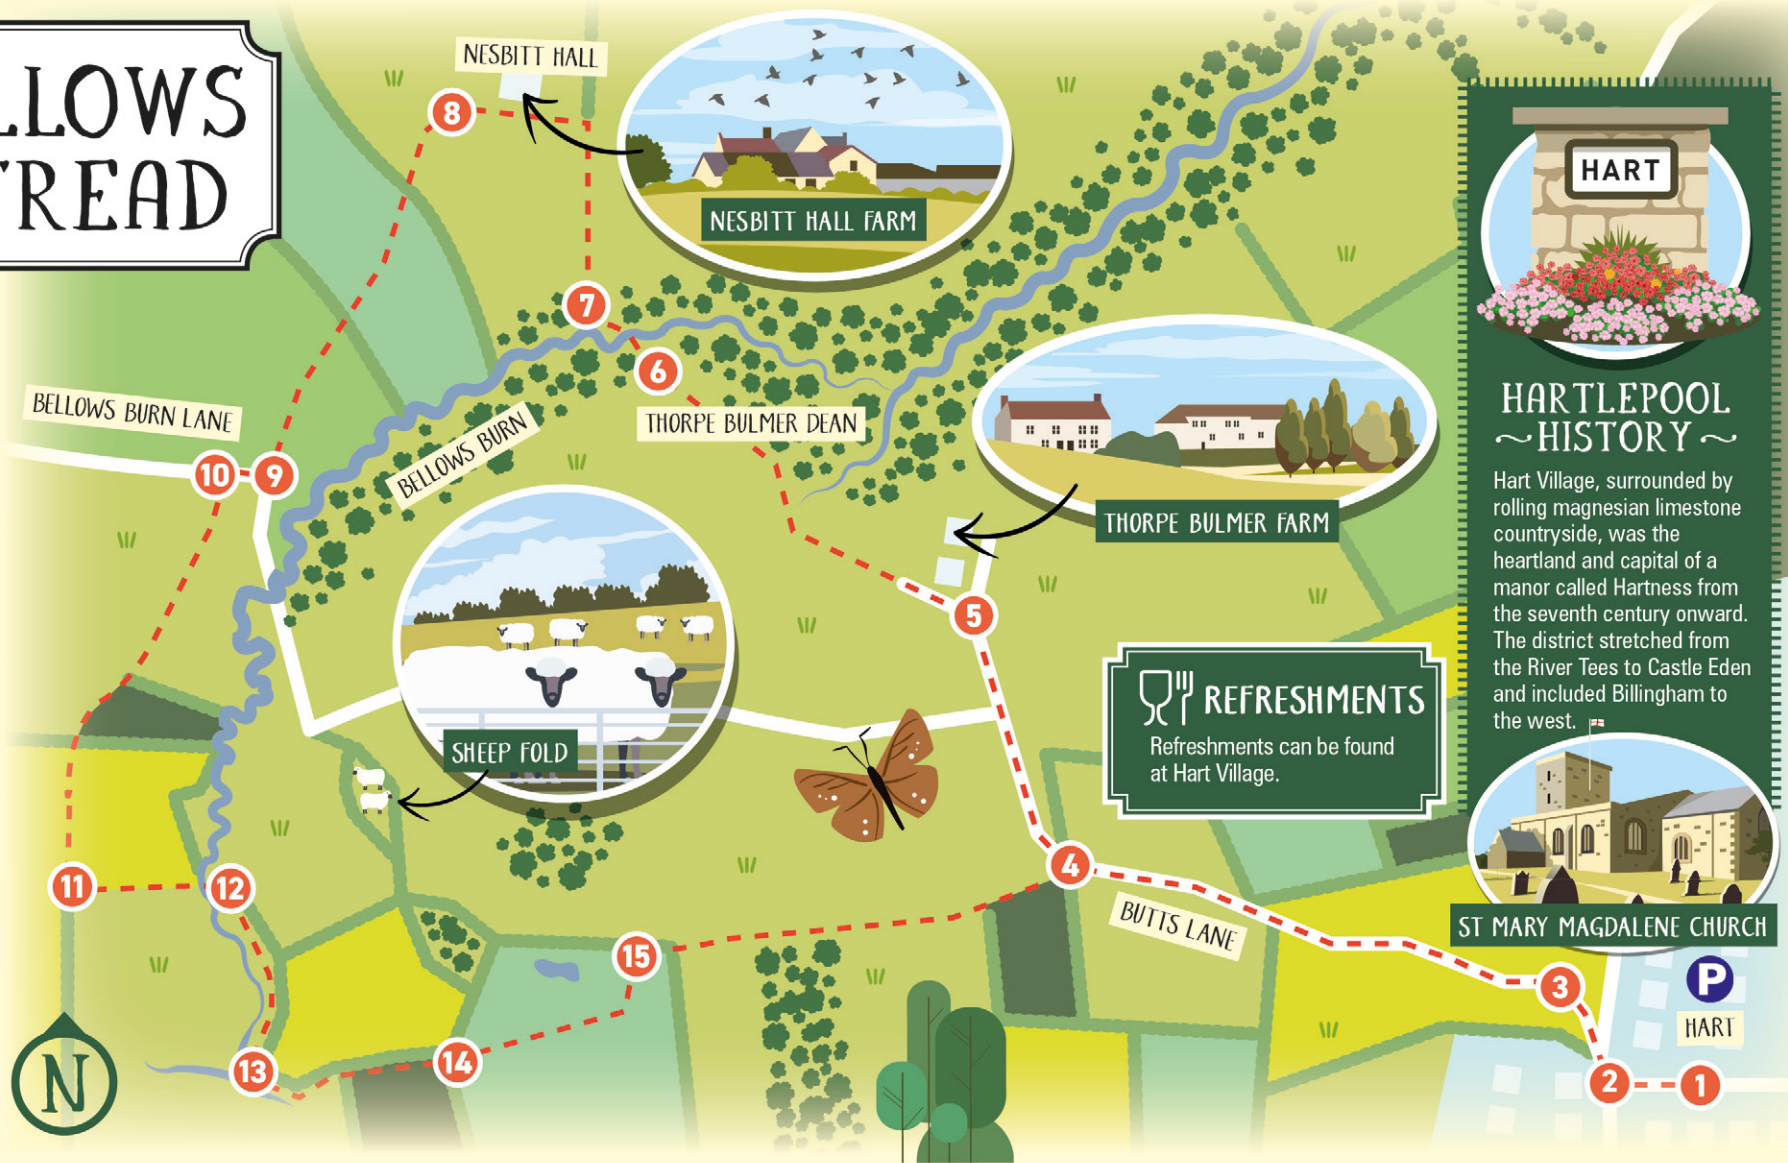 LLOWS
TREAD
NESBITT HALL
8
NESBITT HALL FARM
7
6
THORPE BULMER DEAN
BELLOWS BURN LANE
10
9
BELLOWS BURN
THORPE BULMER FARM
5
SHEEP FOLD
REFRESHMENTS
Refreshments can be found
at Hart Village.
4
BUTTS LANE
11
12
15
14
13
N
3
2
1
HART
HARTLEPOOL
~HISTORY~
Hart Village, surrounded by
rolling magnesian limestone
countryside, was the
heartland and capital of a
manor called Hartness from
the seventh century onward.
The district stretched from
the River Tees to Castle Eden
and included Billingham to
the west.
ST MARY MAGDALENE CHURCH
P
HART